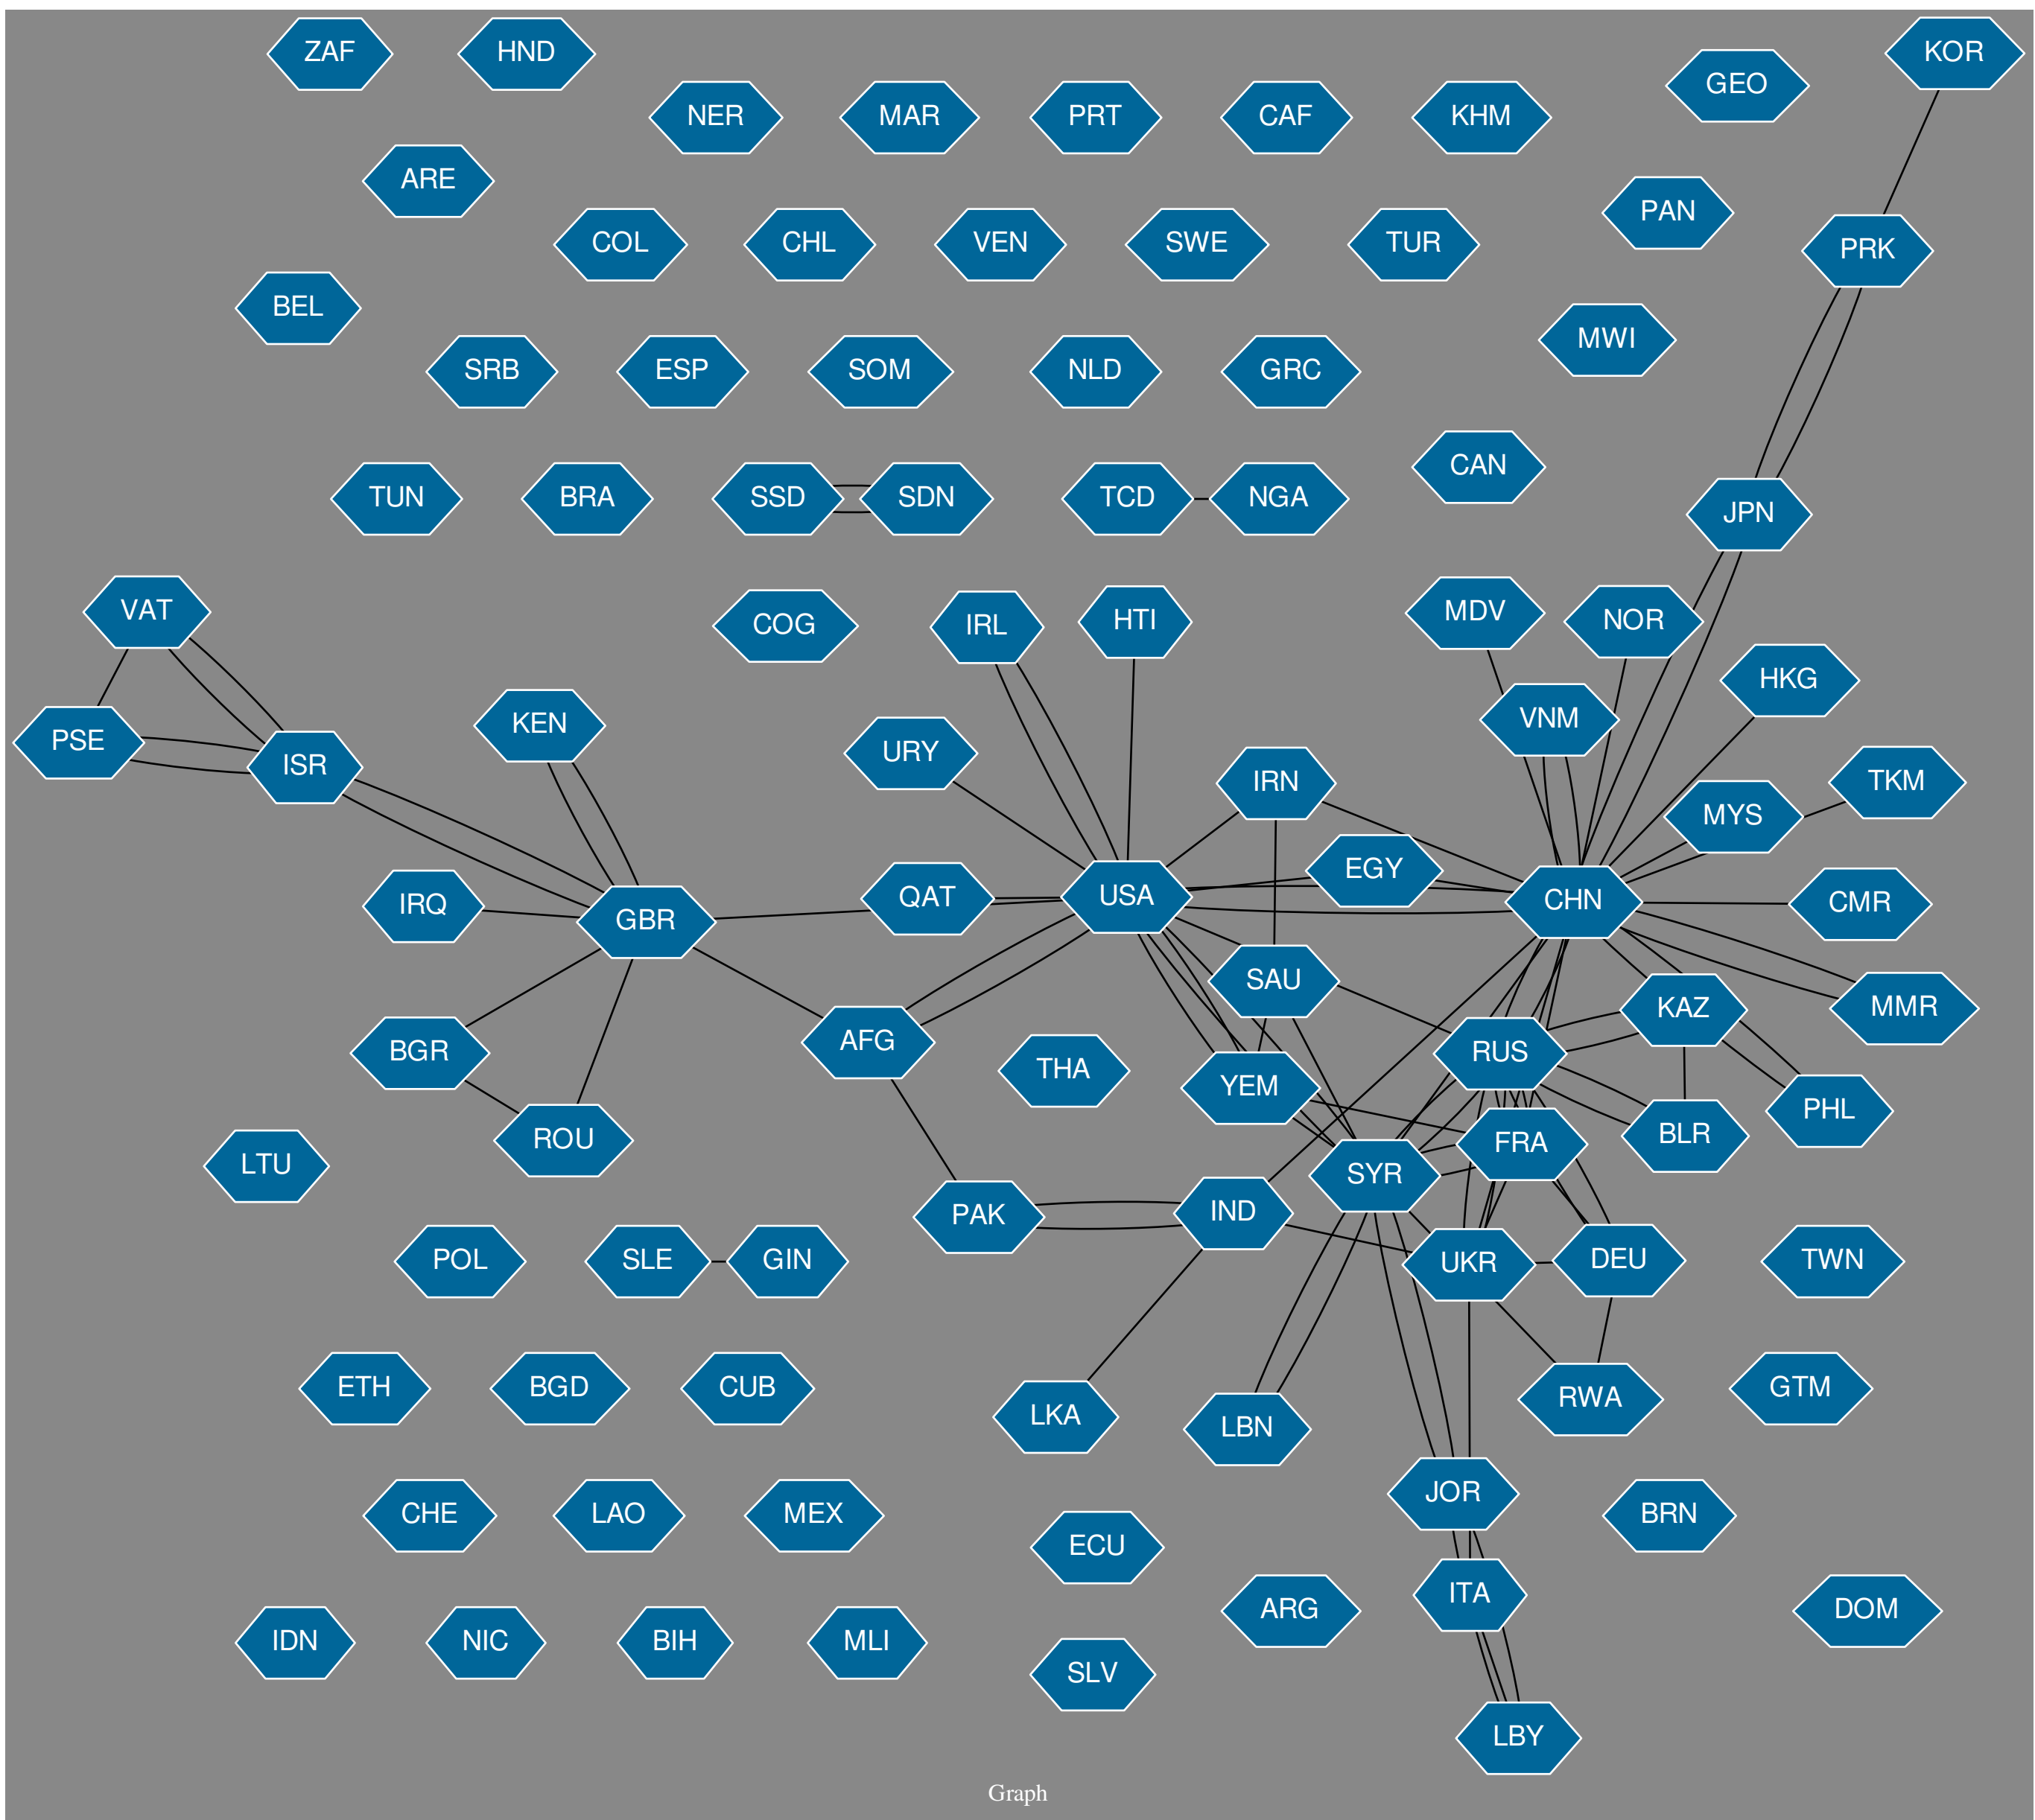 ZAF
HND
KOR
GEO
NER
MAR
PRT
CAF
KHM
ARE
PAN
COL
CHL
VEN
SWE
TUR
PRK
BEL
MWI
SRB
ESP
SOM
NLD
GRC
CAN
TUN
BRA
SSD
SDN
TCD
NGA
JPN
VAT
COG
IRL
HTI
MDV
NOR
HKG
VNM
PSE
KEN
ISR
URY
IRN
TKM
MYS
EGY
QAT
USA
CHN
CMR
IRQ
GBR
SAU
KAZ
MMR
BGR
AFG
THA
RUS
YEM
PHL
ROU
FRA
BLR
LTU
SYR
PAK
IND
POL
SLE
GIN
UKR
DEU
TWN
ETH
BGD
CUB
RWA
GTM
LKA
LBN
JOR
CHE
LAO
MEX
BRN
ECU
ITA
ARG
DOM
IDN
NIC
BIH
MLI
SLV
LBY
Graph